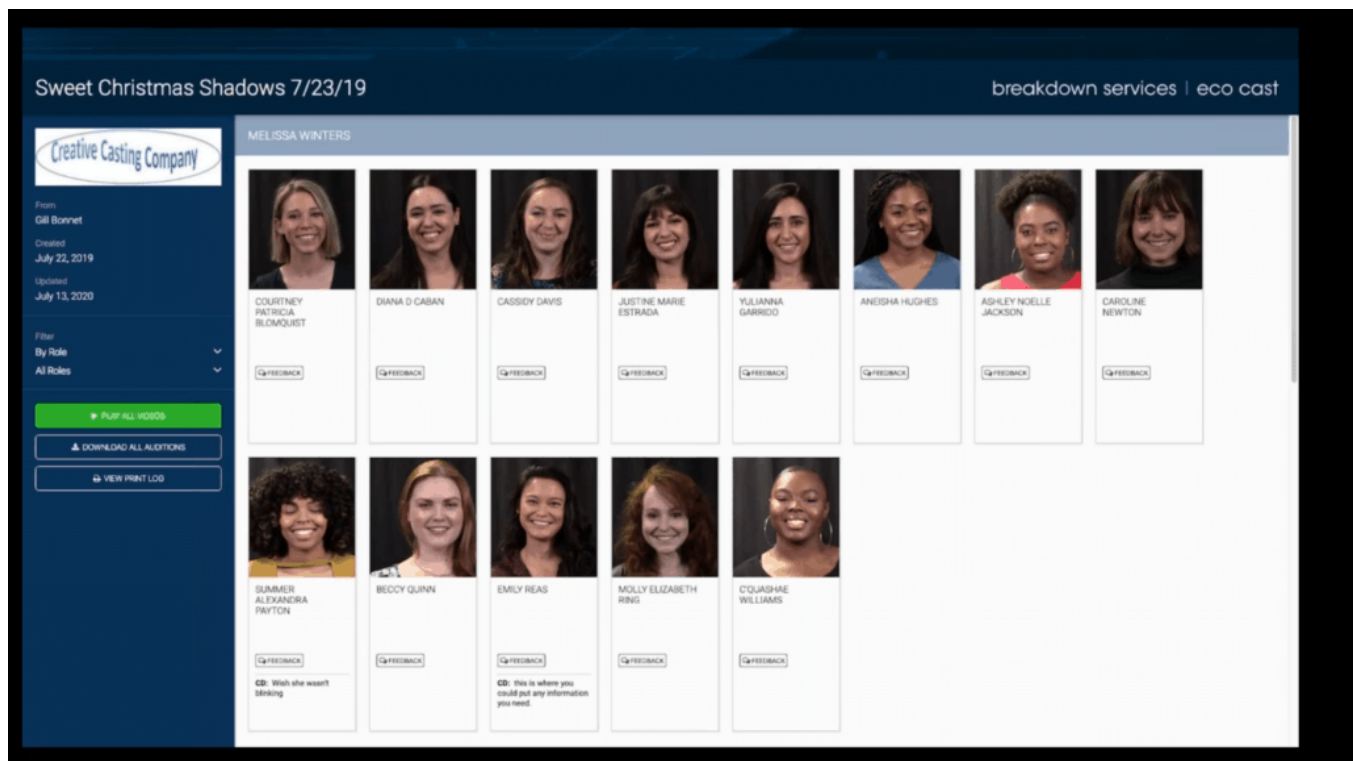 Sweet Christmas Shadows 7/23/19
breakdown services | eco cast
Creative Casting Company
From
Gill Bonnet
Created
July 22, 2019
Updated
July 13, 2020
Filter
By Role
All Roles
PLAY ALL VIDEOS
DOWNLOAD ALL AUDITIONS
VIEW PRINT LOG
MELISSA WINTERS
COURTNEY
PATRICIA
BLOMQUIST
FEEDBACK
DIANA D CABAN
FEEDBACK
CASSIDY DAVIS
FEEDBACK
JUSTINE MARIE
ESTRADA
FEEDBACK
YULIANNA
GARRIDO
FEEDBACK
ANEISHA HUGHES
FEEDBACK
ASHLEY NOELLE
JACKSON
FEEDBACK
CAROLINE
NEWTON
FEEDBACK
SUMMER
ALEXANDRA
PAYTON
FEEDBACK
CD: Wish she wasn't
blinking
BECCY QUINN
FEEDBACK
EMILY REAS
FEEDBACK
CD: this is where you
could put any information
you need.
MOLLY ELIZABETH
RING
FEEDBACK
C'QUASHAE
WILLIAMS
FEEDBACK